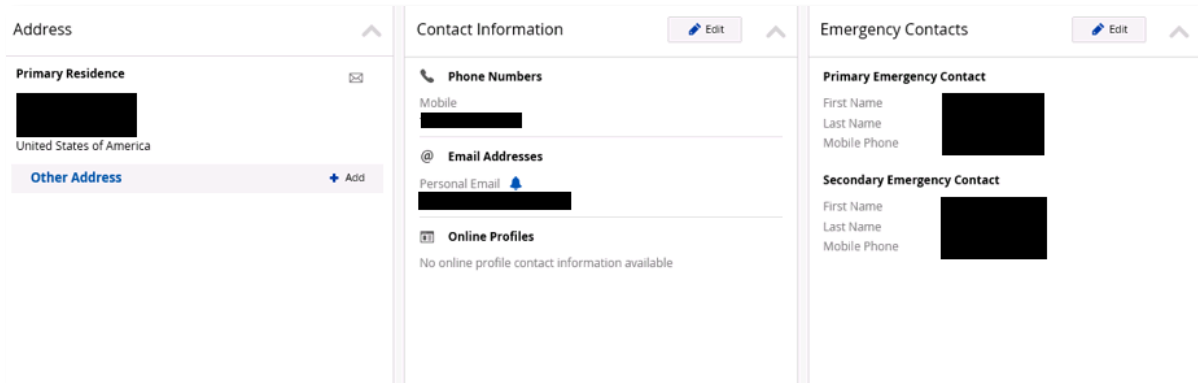 Address
Primary Residence
United States of America
Other Address
Add
Contact Information
Edit
Phone Numbers
Mobile
@ Email Addresses
Personal Email
Online Profiles
No online profile contact information available
Emergency Contacts
Edit
Primary Emergency Contact
First Name
Last Name
Mobile Phone
Secondary Emergency Contact
First Name
Last Name
Mobile Phone